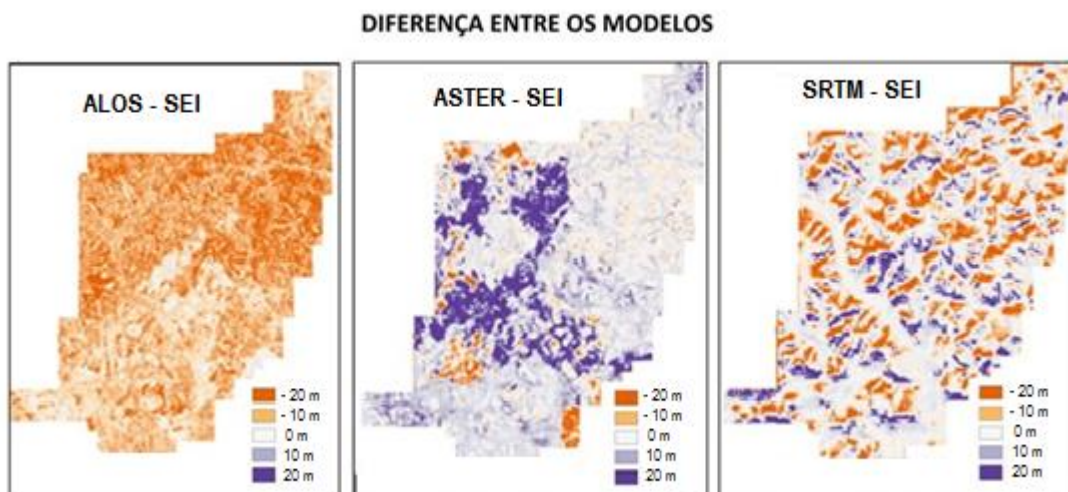 DIFERENÇA ENTRE OS MODELOS
ALOS - SEI
- 20 m
- 10 m
0 m
10 m
20 m
ASTER - SEI
- 20 m
- 10 m
0 m
10 m
20 m
SRTM - SEI
- 20 m
- 10 m
0 m
10 m
20 m